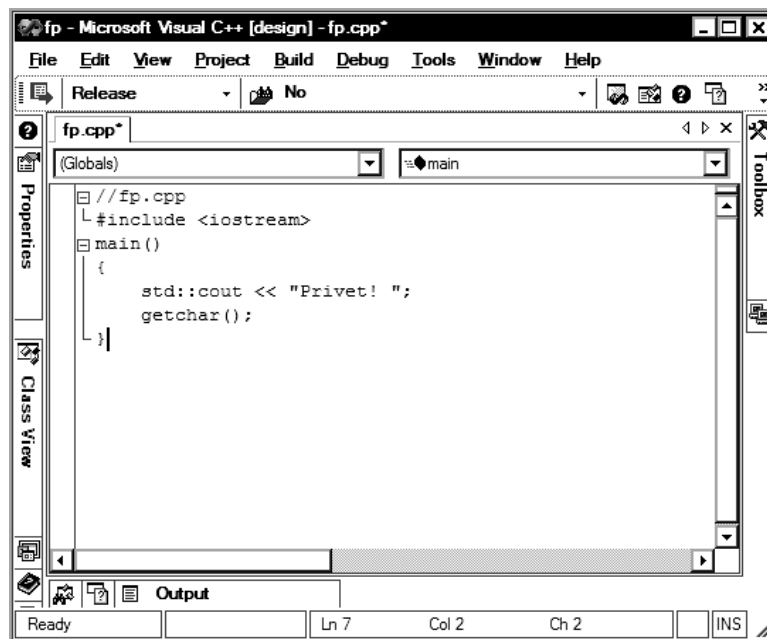 fp - Microsoft Visual C++ [design] - fp.cpp*
File Edit View Project Build Debug Tools Window Help
Release No
fp.cpp*
(Globals) main
Properties
Class View
Toolbox
//fp.cpp
#include <iostream>
main()
{
std::cout << "Privet! ";
getchar();
}
Output
Ready Ln 7 Col 2 Ch 2 INS